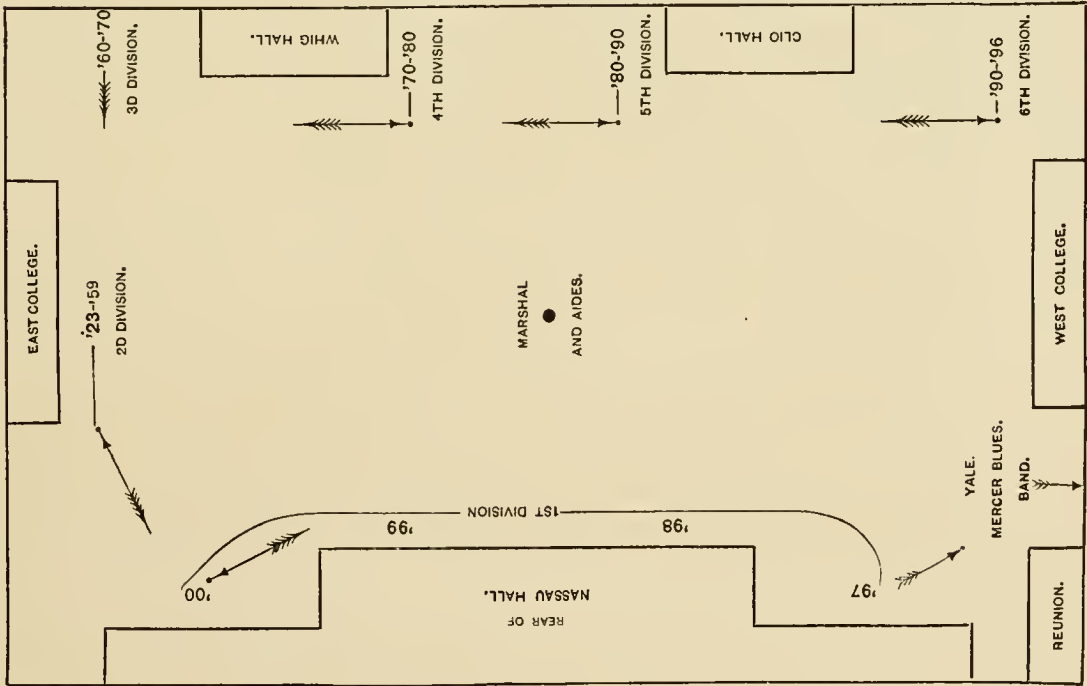 '60-'70
3D DIVISION.
WHIG HALL.
'70-'80
4TH DIVISION.
'80-'90
5TH DIVISION.
CLIO HALL.
'90-'96
6TH DIVISION.
EAST COLLEGE.
'23-'59
2D DIVISION.
MARSHAL
AND AIDES.
WEST COLLEGE.
'00
'99
1ST DIVISION
'98
'97
YALE.
MERCER BLUES.
BAND.
REAR OF
NASSAU HALL.
REUNION.